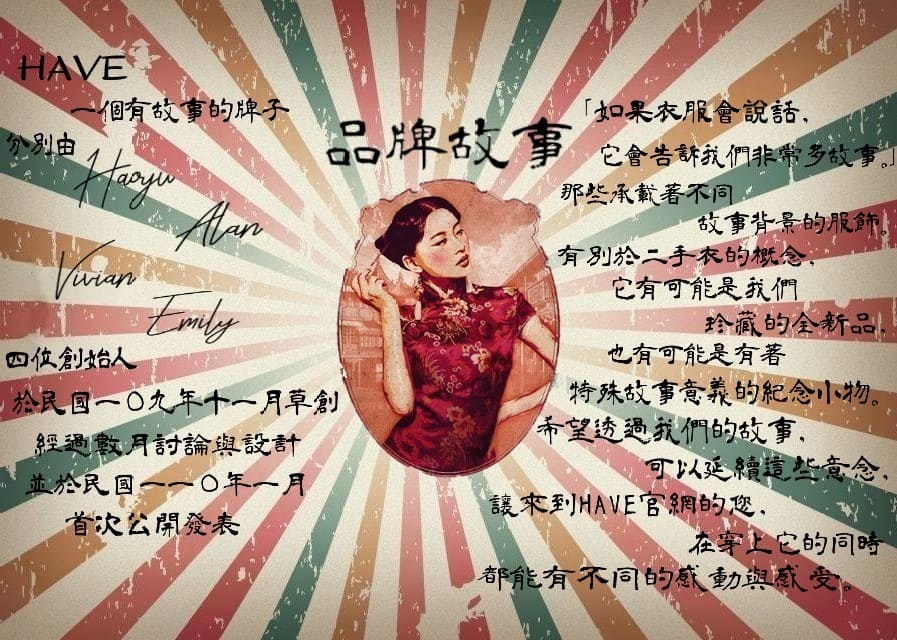 品牌故事
HAVE
一個有故事的牌子
分別由
Haoyu
Alan
Vivian
Emily
四位創始人
於民國一〇九年十一月草創
經過數月討論與設計
並於民國一一〇年一月
首次公開發表
「如果衣服會說話，
它會告訴我們非常多故事。」
那些承載著不同
故事背景的服飾。
有別於二手衣的概念，
它有可能是我們
珍藏的全新品，
也有可能是有著
特殊故事意義的紀念小物。
希望透過我們的故事，
可以延續這些意念，
讓來到HAVE官網的您，
在穿上它的同時
都能有不同的感動與感受。